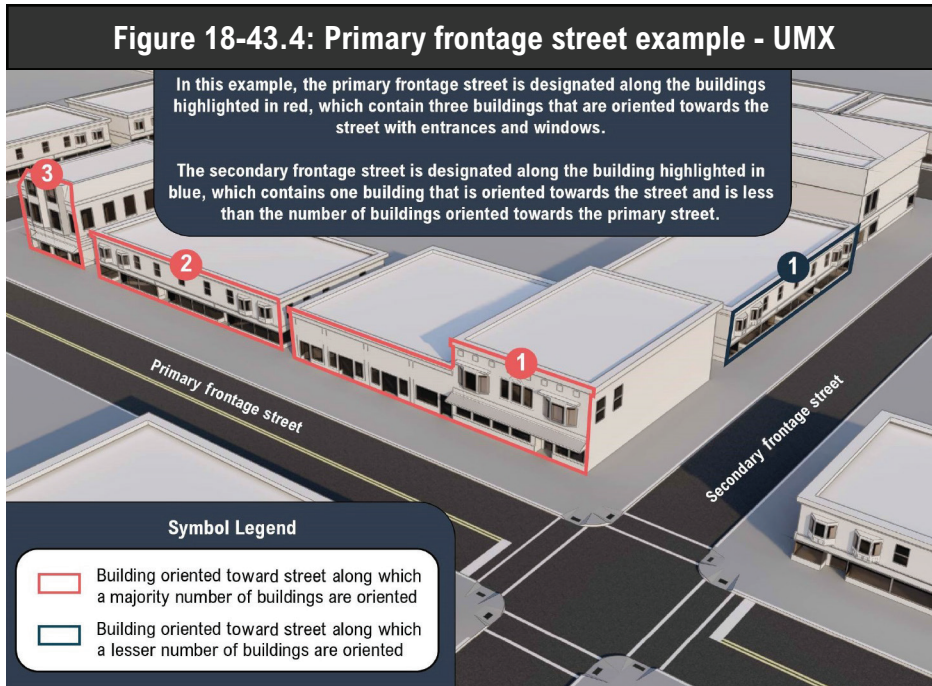 Figure 18-43.4: Primary frontage street example - UMX
In this example, the primary frontage street is designated along the buildings
highlighted in red, which contain three buildings that are oriented towards the
street with entrances and windows.
The secondary frontage street is designated along the building highlighted in
blue, which contains one building that is oriented towards the street and is less
than the number of buildings oriented towards the primary street.
3
2
1
1
Primary frontage street
Secondary frontage street
Symbol Legend
Building oriented toward street along which
a majority number of buildings are oriented
Building oriented toward street along which
a lesser number of buildings are oriented